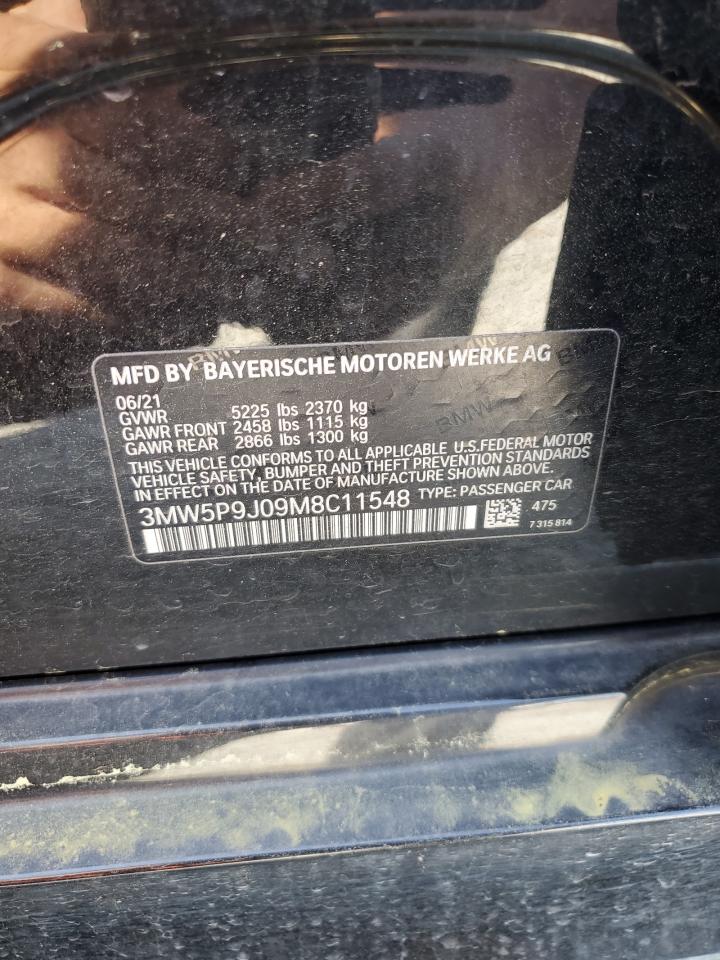 MFD BY BAYERISCHE MOTOREN WERKE AG
06/21
GVWR 5225 lbs 2370 kg
GAWR FRONT 2458 lbs 1115 kg
GAWR REAR 2866 lbs 1300 kg
THIS VEHICLE CONFORMS TO ALL APPLICABLE U.S.FEDERAL MOTOR
VEHICLE SAFETY, BUMPER AND THEFT PREVENTION STANDARDS
IN EFFECT ON THE DATE OF MANUFACTURE SHOWN ABOVE.
3MW5P9J09M8C11548 TYPE: PASSENGER CAR
475
7 315 814
BMW
BMW